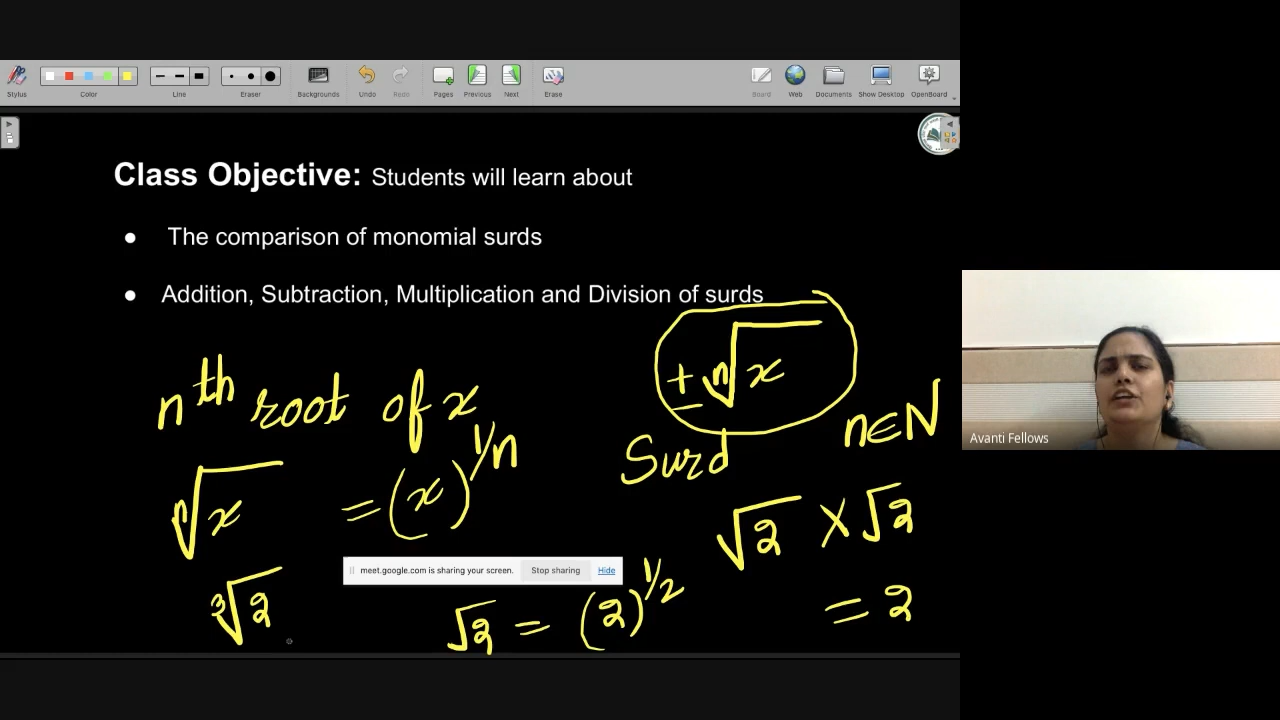 Stylus Color Line Eraser Backgrounds Undo Redo Pages Previous Next Erase Board Web Documents Show Desktop OpenBoard
Class Objective: Students will learn about
● The comparison of monomial surds
● Addition, Subtraction, Multiplication and Division of surds
nth root of x
ⁿ√x = (x)^1/n
³√2
± ⁿ√x
Surd
n∈N
√2 × √2
= 2
meet.google.com is sharing your screen. Stop sharing Hide
√2 = (2)^1/2
Avanti Fellows